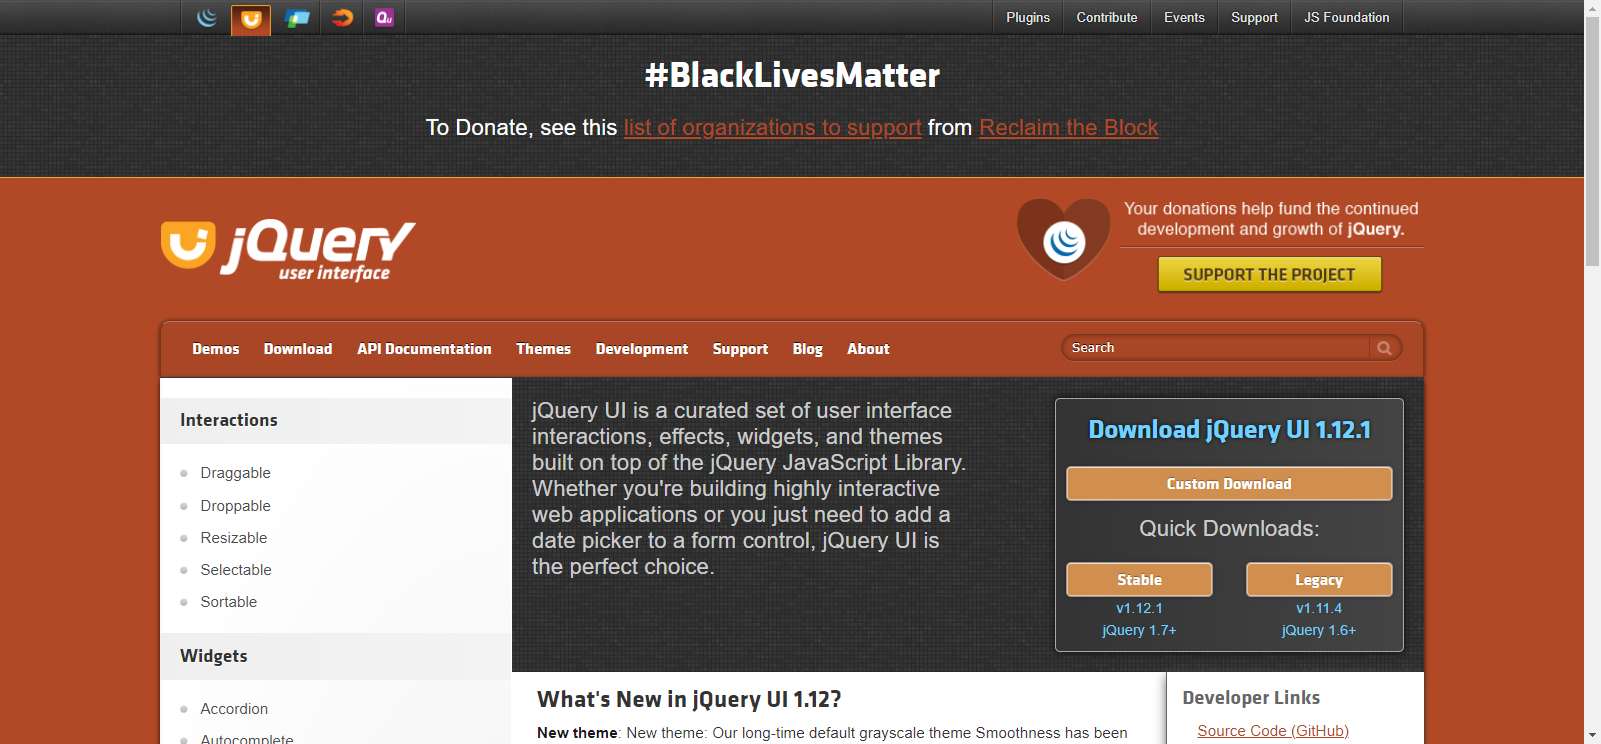 Plugins
Contribute
Events
Support
JS Foundation
#BlackLivesMatter
To Donate, see this list of organizations to support from Reclaim the Block
jQuery
user interface
Your donations help fund the continued
development and growth of jQuery.
SUPPORT THE PROJECT
Demos
Download
API Documentation
Themes
Development
Support
Blog
About
Search
Interactions
Draggable
Droppable
Resizable
Selectable
Sortable
Widgets
Accordion
Autocomplete
jQuery UI is a curated set of user interface
interactions, effects, widgets, and themes
built on top of the jQuery JavaScript Library.
Whether you're building highly interactive
web applications or you just need to add a
date picker to a form control, jQuery UI is
the perfect choice.
Download jQuery UI 1.12.1
Custom Download
Quick Downloads:
Stable
v1.12.1
jQuery 1.7+
Legacy
v1.11.4
jQuery 1.6+
What's New in jQuery UI 1.12?
New theme: New theme: Our long-time default grayscale theme Smoothness has been
Developer Links
Source Code (GitHub)